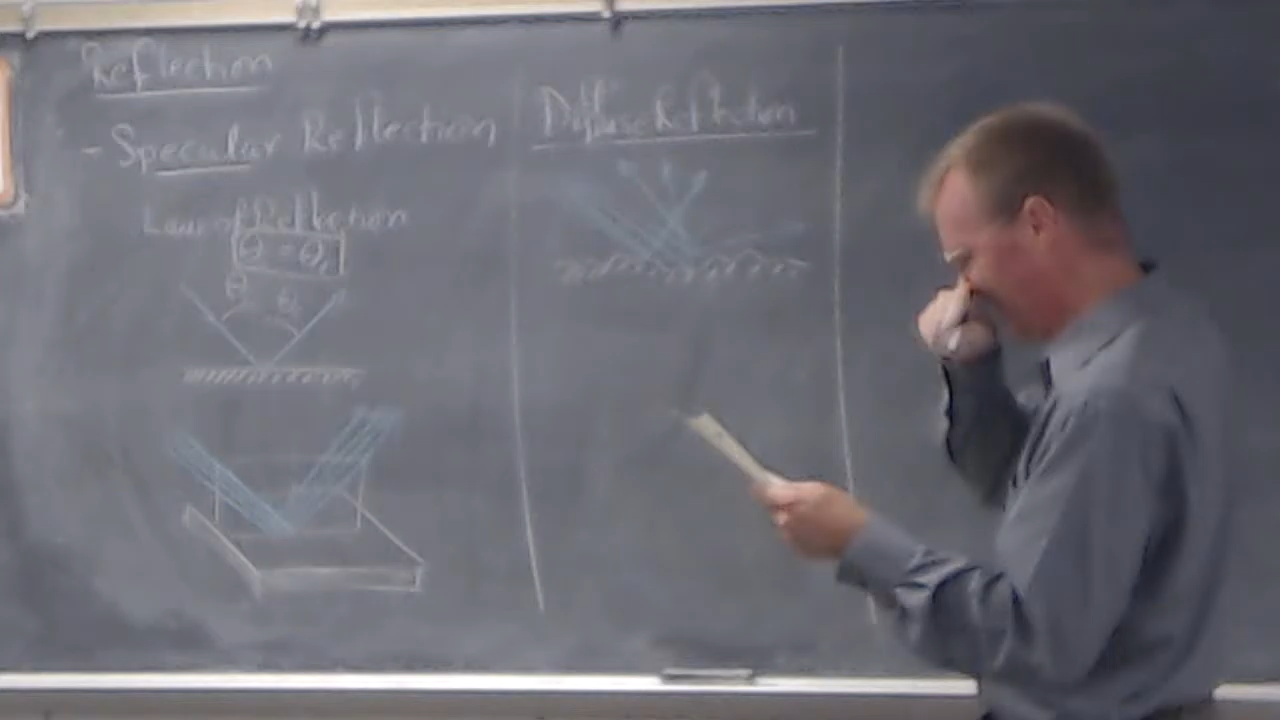 Reflection
- Specular Reflection
Law of Reflection
θ = θ
θ θ
Diffuse Reflection